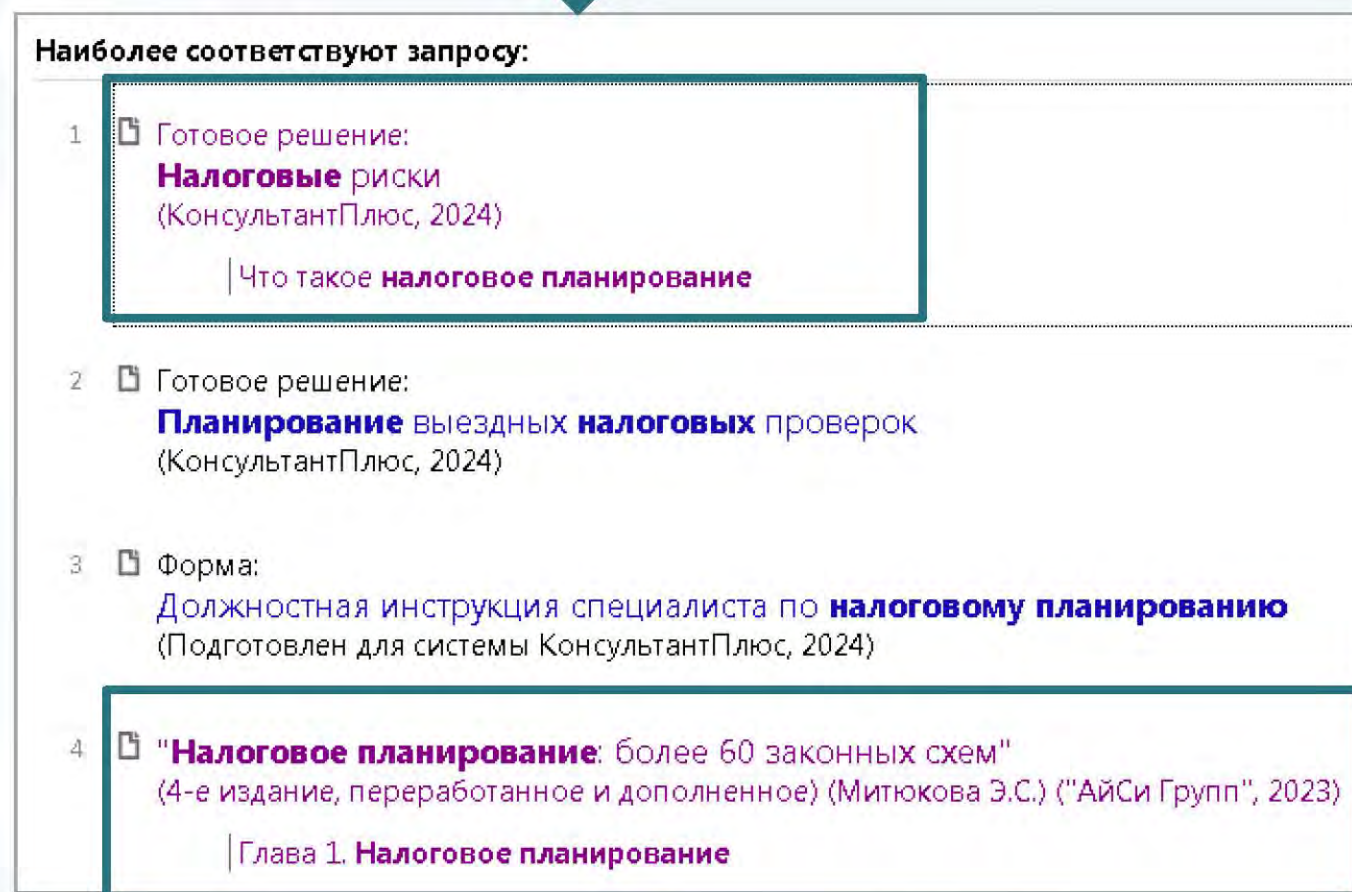 Наиболее соответствуют запросу:
1 Готовое решение:
Налоговые риски
(КонсультантПлюс, 2024)
Что такое налоговое планирование
2 Готовое решение:
Планирование выездных налоговых проверок
(КонсультантПлюс, 2024)
3 Форма:
Должностная инструкция специалиста по налоговому планированию
(Подготовлен для системы КонсультантПлюс, 2024)
4 "Налоговое планирование: более 60 законных схем"
(4-е издание, переработанное и дополненное) (Митюкова Э.С.) ("АйСи Групп", 2023)
Глава 1. Налоговое планирование